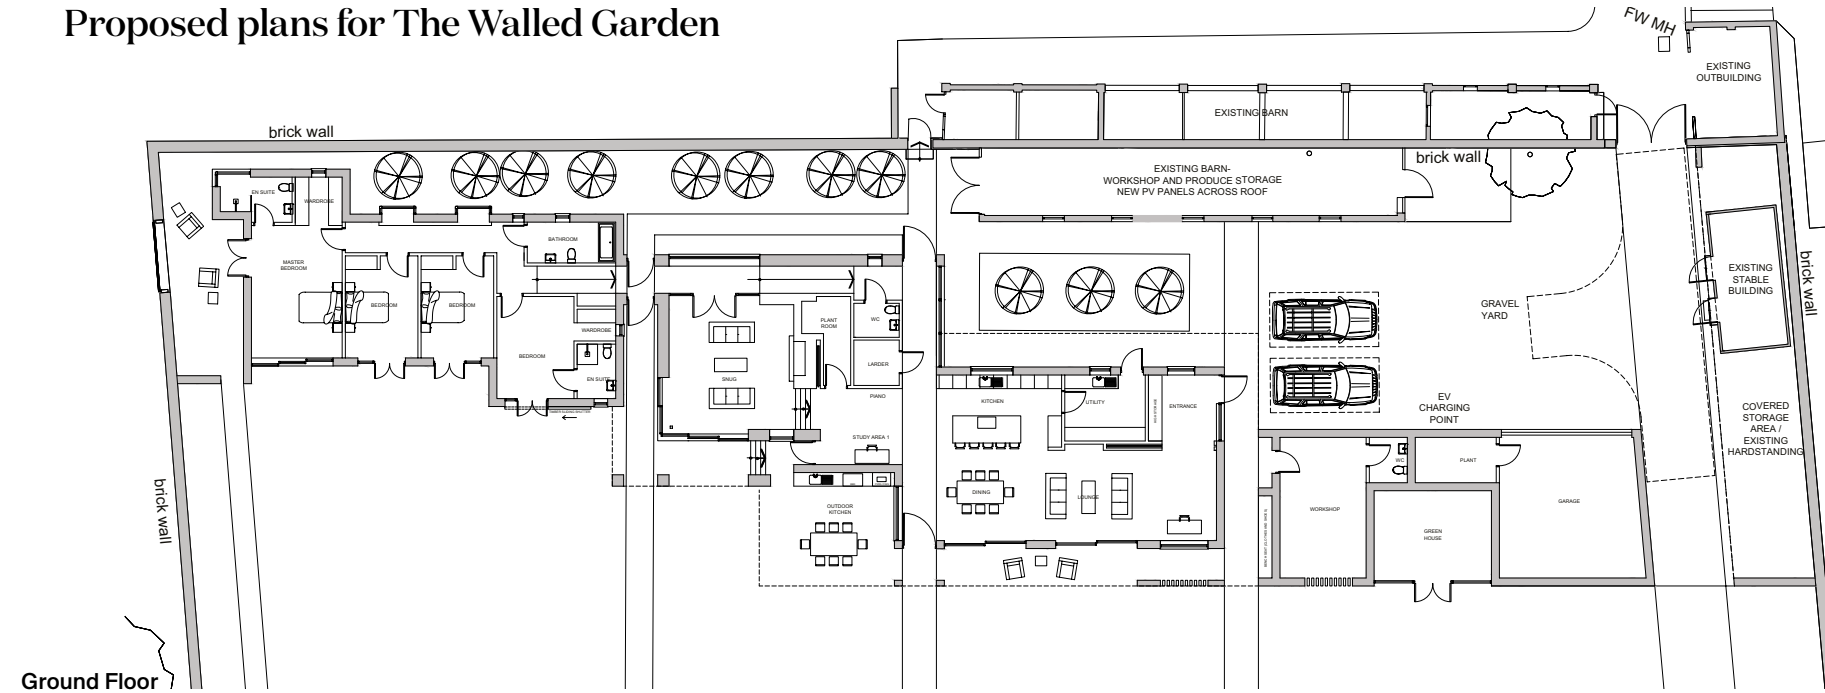 Proposed plans for The Walled Garden
FW MH
EXISTING
OUTBUILDING
EXISTING BARN
brick wall
brick wall
EXISTING BARN-
WORKSHOP AND PRODUCE STORAGE
NEW PV PANELS ACROSS ROOF
EN SUITE
WARDROBE
BATHROOM
MASTER
BEDROOM
BEDROOM
BEDROOM
WARDROBE
BEDROOM
EN SUITE
PLANT
ROOM
WC
LARDER
SNUG
PIANO
STUDY AREA 1
OUTDOOR
KITCHEN
KITCHEN
UTILITY
ENTRANCE
DINING
LOUNGE
GRAVEL
YARD
EXISTING
STABLE
BUILDING
brick wall
EV
CHARGING
POINT
COVERED
STORAGE
AREA /
EXISTING
HARDSTANDING
WC
PLANT
WORKSHOP
GREEN
HOUSE
GARAGE
brick wall
Ground Floor